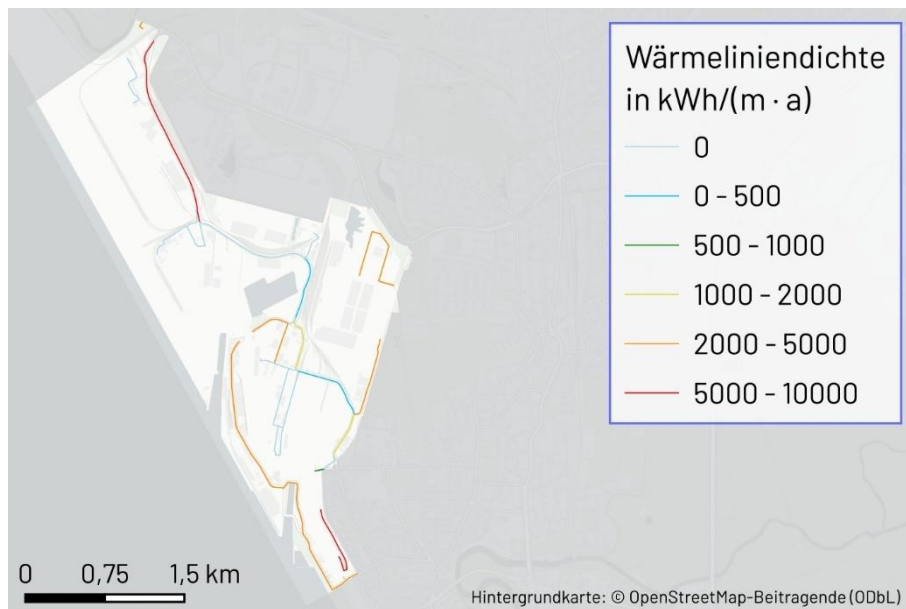 Wärmeliniendichte
in kWh/(m · a)
0
0 - 500
500 - 1000
1000 - 2000
2000 - 5000
5000 - 10000
0 0,75 1,5 km
Hintergrundkarte: © OpenStreetMap-Beitragende (ODbL)